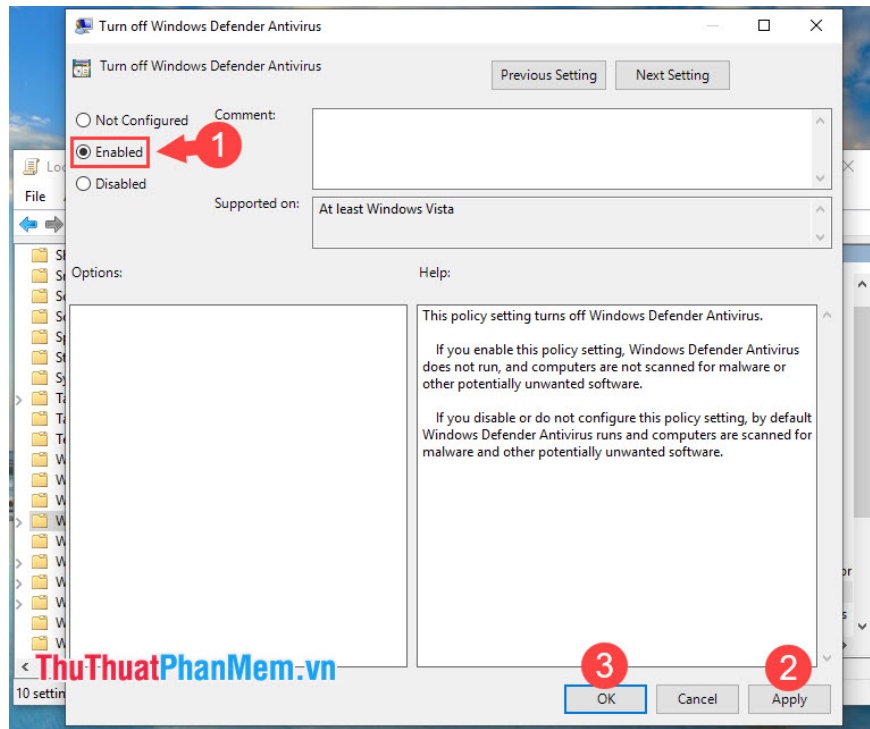 Turn off Windows Defender Antivirus
Turn off Windows Defender Antivirus
Previous Setting
Next Setting
Not Configured
Comment:
1
Enabled
Disabled
Supported on:
At least Windows Vista
File
Options:
Help:
This policy setting turns off Windows Defender Antivirus.
If you enable this policy setting, Windows Defender Antivirus
does not run, and computers are not scanned for malware or
other potentially unwanted software.
If you disable or do not configure this policy setting, by default
Windows Defender Antivirus runs and computers are scanned for
malware and other potentially unwanted software.
ThuThuatPhanMem.vn
3
2
10 settin
OK
Cancel
Apply